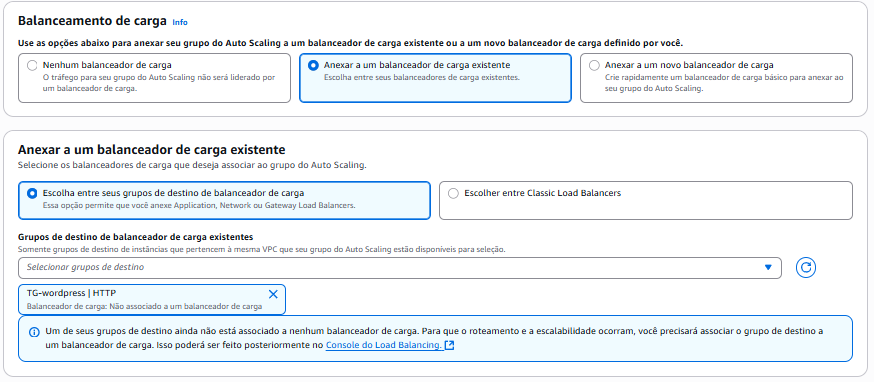 Balanceamento de carga Info
Use as opções abaixo para anexar seu grupo do Auto Scaling a um balanceador de carga existente ou a um novo balanceador de carga definido por você.
Nenhum balanceador de carga
O tráfego para seu grupo do Auto Scaling não será liderado por
um balanceador de carga.
Anexar a um balanceador de carga existente
Escolha entre seus balanceadores de carga existentes.
Anexar a um novo balanceador de carga
Crie rapidamente um balanceador de carga básico para anexar ao
seu grupo do Auto Scaling.
Anexar a um balanceador de carga existente
Selecione os balanceadores de carga que deseja associar ao grupo do Auto Scaling.
Escolha entre seus grupos de destino de balanceador de carga
Essa opção permite que você anexe Application, Network ou Gateway Load Balancers.
Escolher entre Classic Load Balancers
Grupos de destino de balanceador de carga existentes
Somente grupos de destino de instâncias que pertencem à mesma VPC que seu grupo do Auto Scaling estão disponíveis para seleção.
Selecionar grupos de destino
TG-wordpress | HTTP
Balanceador de carga: Não associado a um balanceador de carga
Um de seus grupos de destino ainda não está associado a nenhum balanceador de carga. Para que o roteamento e a escalabilidade ocorram, você precisará associar o grupo de destino a
um balanceador de carga. Isso poderá ser feito posteriormente no Console do Load Balancing.